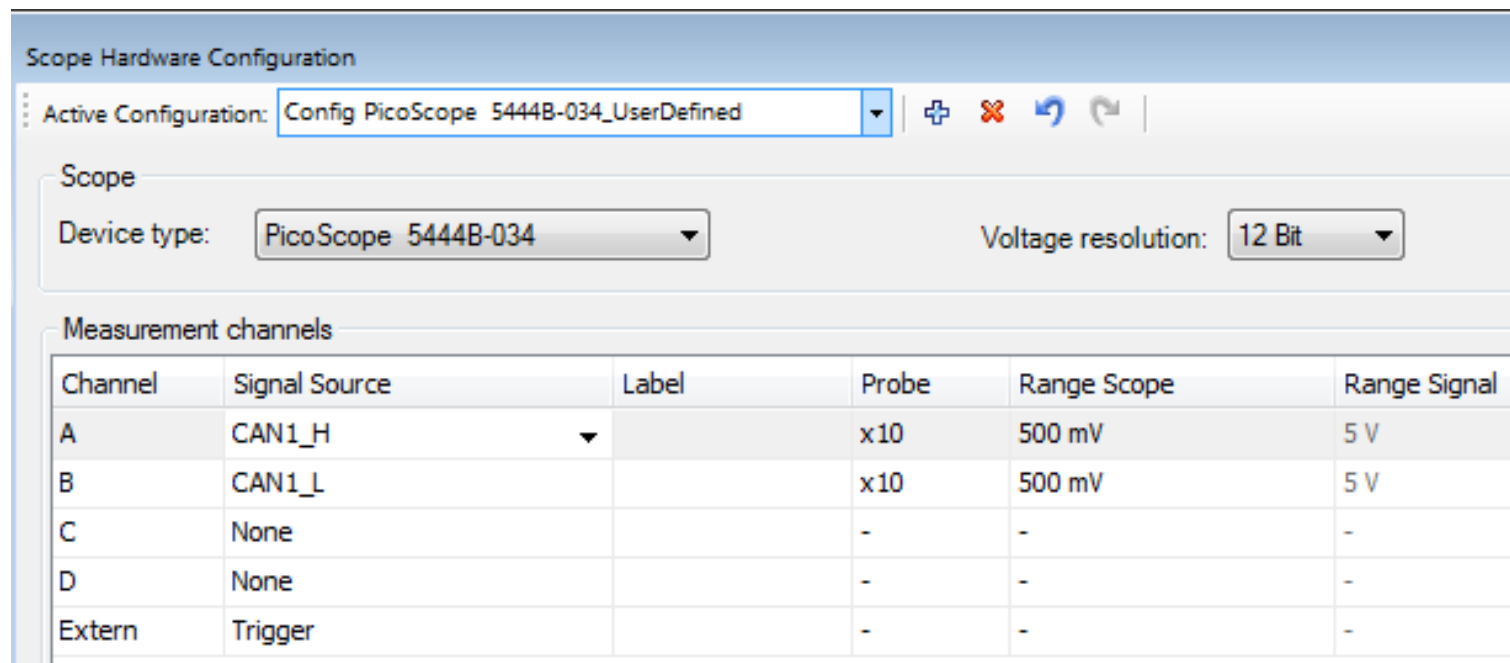 Scope Hardware Configuration
Active Configuration: Config PicoScope 5444B-034_UserDefined
Scope
Device type: PicoScope 5444B-034 Voltage resolution: 12 Bit
Measurement channels
Channel Signal Source Label Probe Range Scope Range Signal
A CAN1_H x10 500 mV 5 V
B CAN1_L x10 500 mV 5 V
C None - - -
D None - - -
Extern Trigger - - -